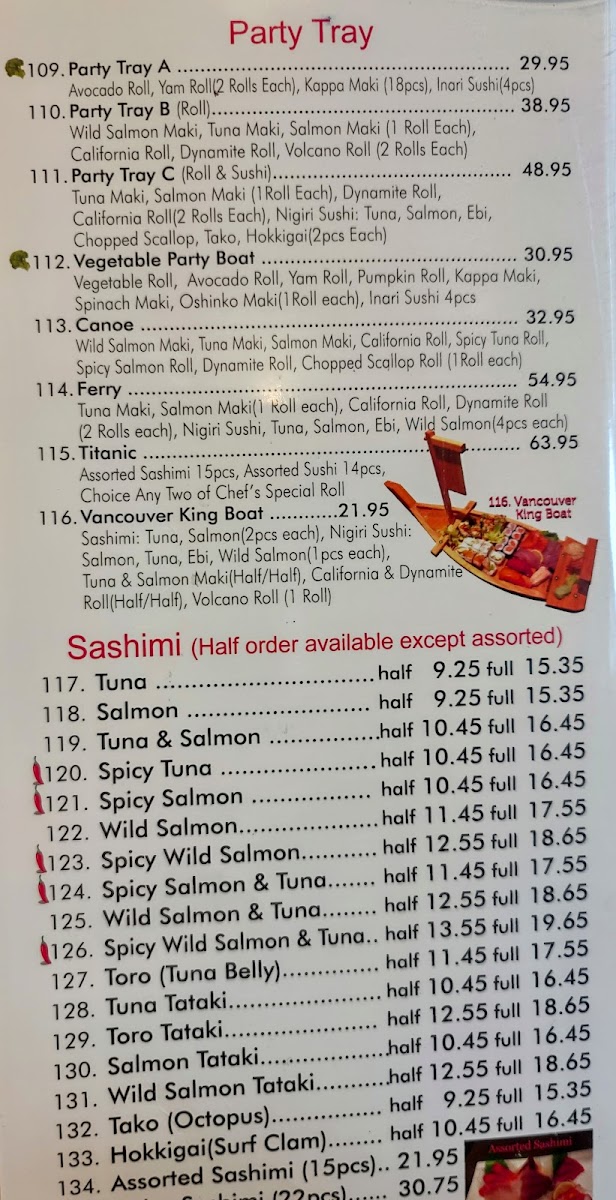 Party Tray
109. Party Tray A ........................................................ 29.95
Avocado Roll, Yam Roll(2 Rolls Each), Kappa Maki (18pcs), Inari Sushi(4pcs)
110. Party Tray B (Roll).................................................. 38.95
Wild Salmon Maki, Tuna Maki, Salmon Maki (1 Roll Each),
California Roll, Dynamite Roll, Volcano Roll (2 Rolls Each)
111. Party Tray C (Roll & Sushi)....................................... 48.95
Tuna Maki, Salmon Maki (1Roll Each), Dynamite Roll,
California Roll(2 Rolls Each), Nigiri Sushi: Tuna, Salmon, Ebi,
Chopped Scallop, Tako, Hokkigai(2pcs Each)
112. Vegetable Party Boat .......................................... 30.95
Vegetable Roll, Avocado Roll, Yam Roll, Pumpkin Roll, Kappa Maki,
Spinach Maki, Oshinko Maki(1Roll each), Inari Sushi 4pcs
113. Canoe ............................................................... 32.95
Wild Salmon Maki, Tuna Maki, Salmon Maki, California Roll, Spicy Tuna Roll,
Spicy Salmon Roll, Dynamite Roll, Chopped Scallop Roll (1Roll each)
114. Ferry ................................................................. 54.95
Tuna Maki, Salmon Maki(1 Roll each), California Roll, Dynamite Roll
(2 Rolls each), Nigiri Sushi, Tuna, Salmon, Ebi, Wild Salmon(4pcs each)
115. Titanic ............................................................... 63.95
Assorted Sashimi 15pcs, Assorted Sushi 14pcs,
Choice Any Two of Chef's Special Roll
116. Vancouver King Boat ............21.95
116. Vancouver
King Boat
Sashimi: Tuna, Salmon(2pcs each), Nigiri Sushi:
Salmon, Tuna, Ebi, Wild Salmon(1pcs each),
Tuna & Salmon Maki(Half/Half), California & Dynamite
Roll(Half/Half), Volcano Roll (1 Roll)
Sashimi (Half order available except assorted)
117. Tuna ................................half 9.25 full 15.35
118. Salmon ........................... half 9.25 full 15.35
119. Tuna & Salmon ................half 10.45 full 16.45
120. Spicy Tuna ....................... half 10.45 full 16.45
121. Spicy Salmon .................. half 10.45 full 16.45
122. Wild Salmon.................... half 11.45 full 17.55
123. Spicy Wild Salmon........... half 12.55 full 18.65
124. Spicy Salmon & Tuna....... half 11.45 full 17.55
125. Wild Salmon & Tuna........ half 12.55 full 18.65
126. Spicy Wild Salmon & Tuna.. half 13.55 full 19.65
127. Toro (Tuna Belly).............. half 11.45 full 17.55
128. Tuna Tataki...................... half 10.45 full 16.45
129. Toro Tataki...................... half 12.55 full 18.65
130. Salmon Tataki..................half 10.45 full 16.45
131. Wild Salmon Tataki..........half 12.55 full 18.65
132. Tako (Octopus)................ half 9.25 full 15.35
133. Hokkigai(Surf Clam)........ half 10.45 full 16.45
134. Assorted Sashimi (15pcs).. 21.95
Assorted Sashimi
Sashimi (22pcs)...... 30.75